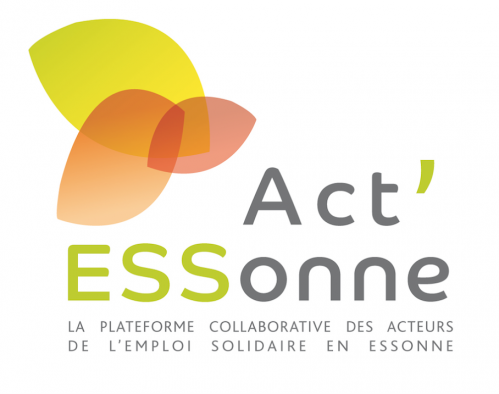 Act'
ESSonne
LA PLATEFORME COLLABORATIVE DES ACTEURS
DE L'EMPLOI SOLIDAIRE EN ESSONNE